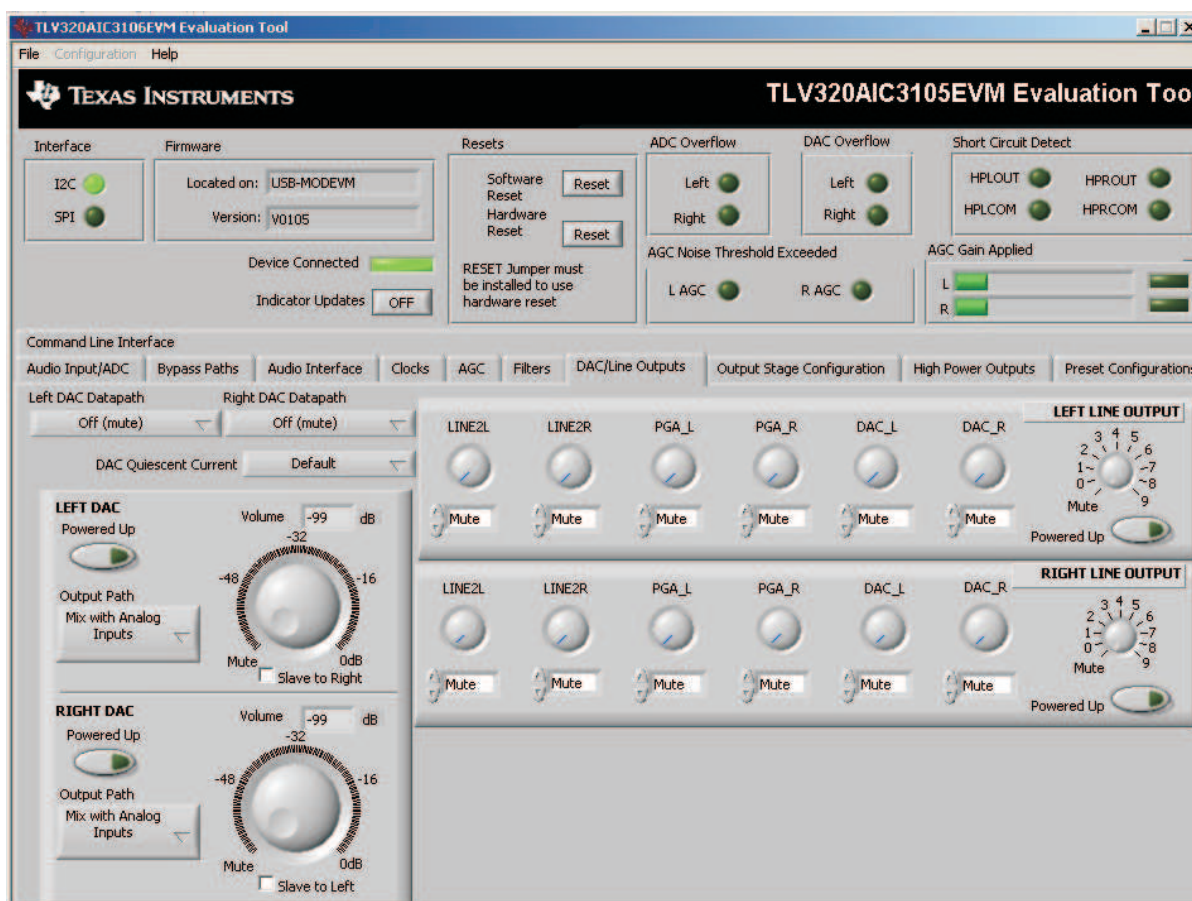 TLV320AIC3106EVM Evaluation Tool
File Configuration Help
TEXAS INSTRUMENTS
TLV320AIC3105EVM Evaluation Too
Interface
I2C
SPI
Firmware
Located on: USB-MODEVM
Version: V0105
Device Connected
Indicator Updates OFF
Resets
Software Reset Reset
Hardware Reset Reset
RESET Jumper must
be installed to use
hardware reset
ADC Overflow
Left
Right
DAC Overflow
Left
Right
Short Circuit Detect
HPLOUT HPROUT
HPLCOM HPRCOM
AGC Noise Threshold Exceeded
L AGC R AGC
AGC Gain Applied
L
R
Command Line Interface
Audio Input/ADC Bypass Paths Audio Interface Clocks AGC Filters DAC/Line Outputs Output Stage Configuration High Power Outputs Preset Configurations
Left DAC Datapath Right DAC Datapath
Off (mute) Off (mute)
DAC Quiescent Current Default
LEFT DAC
Powered Up
Output Path
Mix with Analog
Inputs
Volume -99 dB
-32
-48 -16
Mute 0dB
Slave to Right
RIGHT DAC
Powered Up
Output Path
Mix with Analog
Inputs
Volume -99 dB
-32
-48 -16
Mute 0dB
Slave to Left
LEFT LINE OUTPUT
LINE2L LINE2R PGA_L PGA_R DAC_L DAC_R
Mute Mute Mute Mute Mute Mute
3 4 5
2 6
1 7
0 8
Mute 9
Powered Up
RIGHT LINE OUTPUT
LINE2L LINE2R PGA_L PGA_R DAC_L DAC_R
Mute Mute Mute Mute Mute Mute
3 4 5
2 6
1 7
0 8
Mute 9
Powered Up